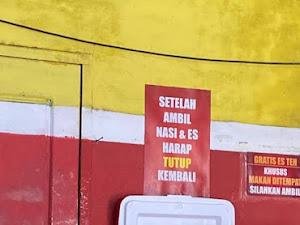 SETELAH
AMBIL
NASI & ES
HARAP
TUTUP
KEMBALI
GRATIS ES TEH
KHUSUS
MAKAN DITEMPAT
SILAHKAN AMBIL